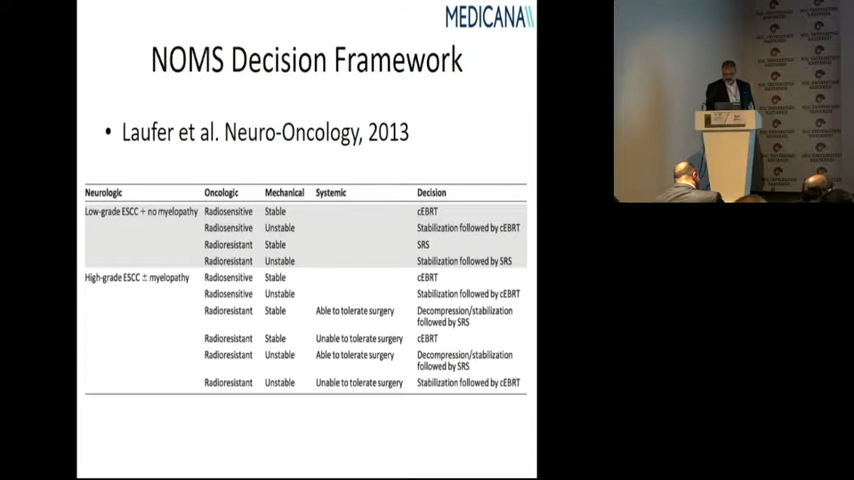 MEDICANA
NOMS Decision Framework
• Laufer et al. Neuro-Oncology, 2013
Neurologic Oncologic Mechanical Systemic Decision
Low-grade ESCC + no myelopathy Radiosensitive Stable cEBRT
Radiosensitive Unstable Stabilization followed by cEBRT
Radioresistant Stable SRS
Radioresistant Unstable Stabilization followed by SRS
High-grade ESCC ± myelopathy Radiosensitive Stable cEBRT
Radiosensitive Unstable Stabilization followed by cEBRT
Radioresistant Stable Able to tolerate surgery Decompression/stabilization
followed by SRS
Radioresistant Stable Unable to tolerate surgery cEBRT
Radioresistant Unstable Able to tolerate surgery Decompression/stabilization
followed by SRS
Radioresistant Unstable Unable to tolerate surgery Stabilization followed by cEBRT